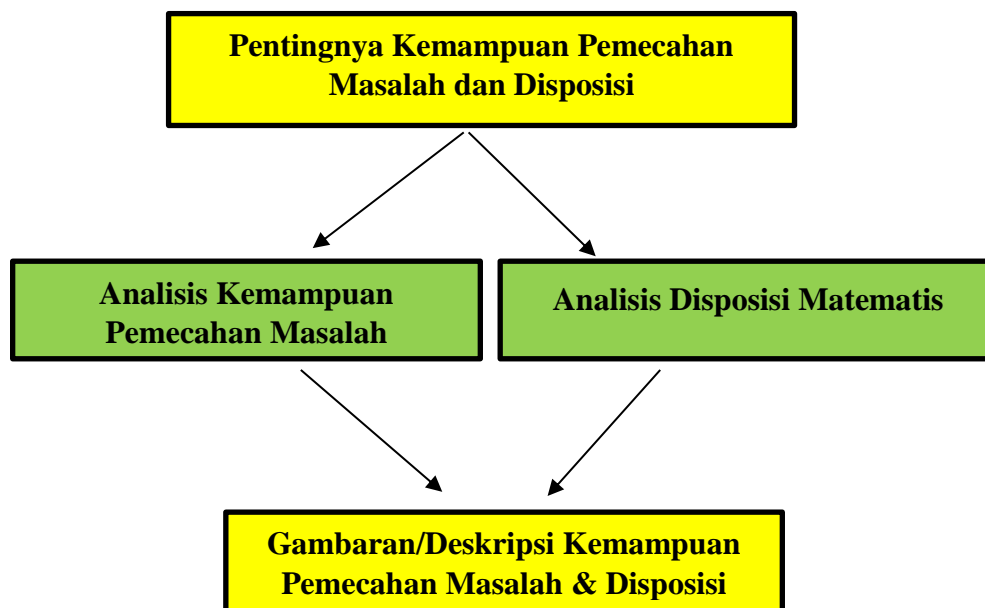 Pentingnya Kemampuan Pemecahan
Masalah dan Disposisi
Analisis Kemampuan
Pemecahan Masalah
Analisis Disposisi Matematis
Gambaran/Deskripsi Kemampuan
Pemecahan Masalah & Disposisi